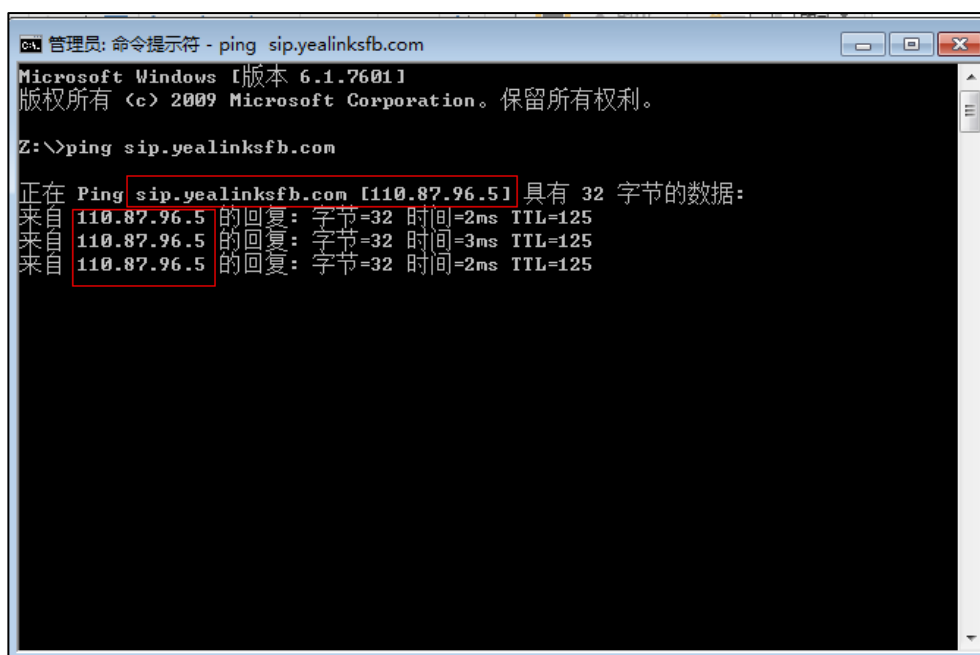 管理员: 命令提示符 - ping sip.yealinksfb.com
Microsoft Windows [版本 6.1.7601]
版权所有 (c) 2009 Microsoft Corporation。保留所有权利。
Z:\>ping sip.yealinksfb.com
正在 Ping sip.yealinksfb.com [110.87.96.5] 具有 32 字节的数据:
来自 110.87.96.5 的回复: 字节=32 时间=2ms TTL=125
来自 110.87.96.5 的回复: 字节=32 时间=3ms TTL=125
来自 110.87.96.5 的回复: 字节=32 时间=2ms TTL=125